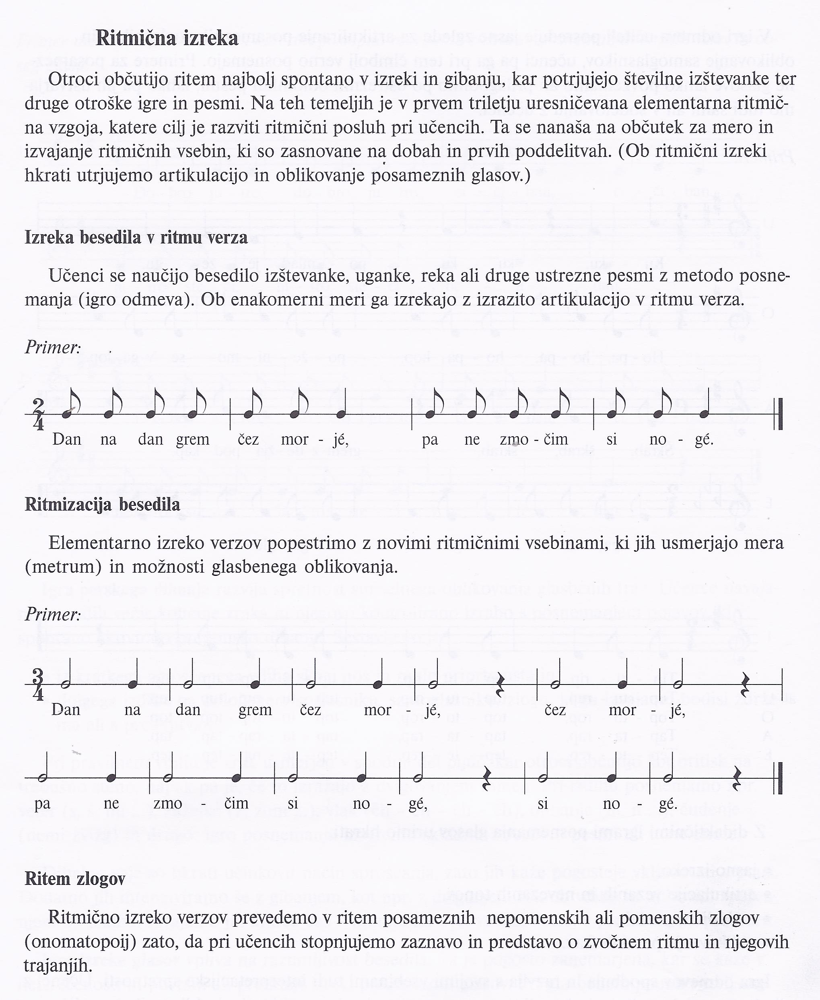 Ritmična izreka
Otroci občutijo ritem najbolj spontano v izreki in gibanju, kar potrjujejo številne izštevanke ter
druge otroške igre in pesmi. Na teh temeljih je v prvem triletju uresničevana elementarna ritmič-
na vzgoja, katere cilj je razviti ritmični posluh pri učencih. Ta se nanaša na občutek za mero in
izvajanje ritmičnih vsebin, ki so zasnovane na dobah in prvih poddelitvah. (Ob ritmični izreki
hkrati utrjujemo artikulacijo in oblikovanje posameznih glasov.)
Izreka besedila v ritmu verza
Učenci se naučijo besedilo izštevanke, uganke, reka ali druge ustrezne pesmi z metodo posne-
manja (igro odmeva). Ob enakomerni meri ga izrekajo z izrazito artikulacijo v ritmu verza.
Primer:
2
4
Dan na dan grem čez mor - jé, pa ne zmo - čim si no - gé.
Ritmizacija besedila
Elementarno izreko verzov popestrimo z novimi ritmičnimi vsebinami, ki jih usmerjajo mera
(metrum) in možnosti glasbenega oblikovanja.
Primer:
3
4
Dan na dan grem čez mor - jé, čez mor - jé,
pa ne zmo - čim si no - gé, si no - gé.
Ritem zlogov
Ritmično izreko verzov prevedemo v ritem posameznih nepomenskih ali pomenskih zlogov
(onomatopoij) zato, da pri učencih stopnjujemo zaznavo in predstavo o zvočnem ritmu in njegovih
trajanjih.